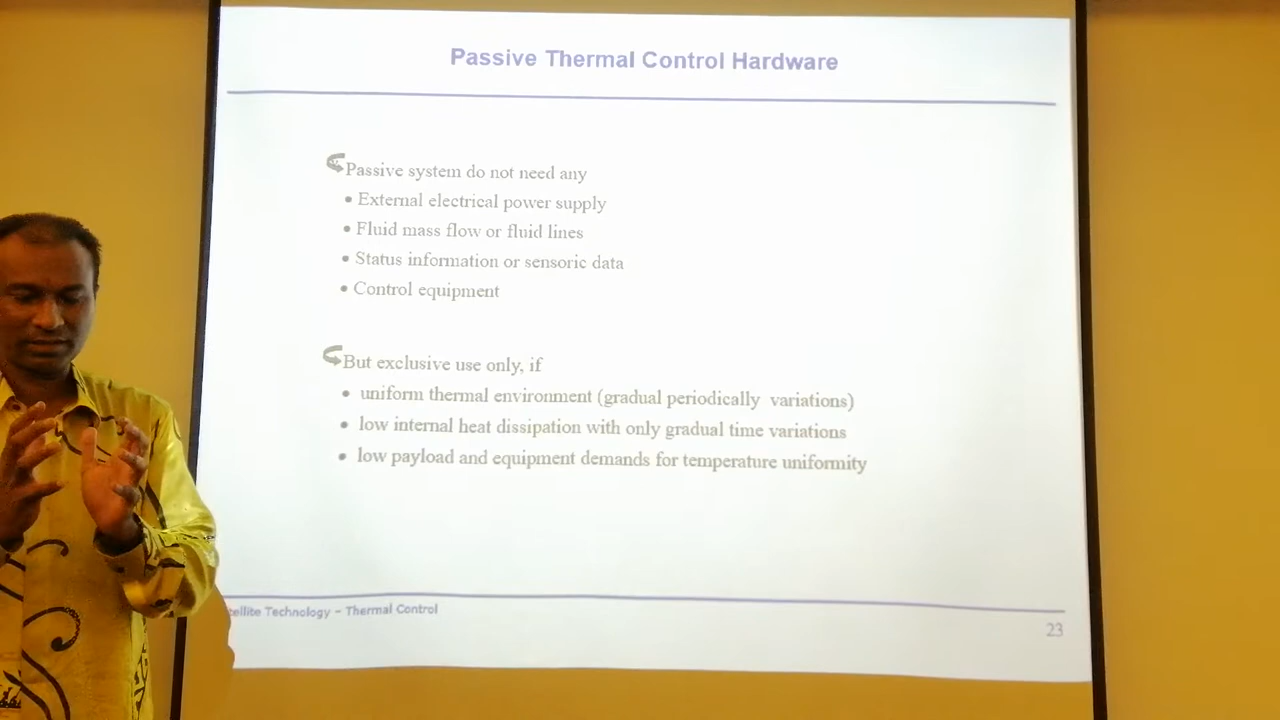 Passive Thermal Control Hardware
Passive system do not need any
• External electrical power supply
• Fluid mass flow or fluid lines
• Status information or sensoric data
• Control equipment
But exclusive use only, if
• uniform thermal environment (gradual periodically variations)
• low internal heat dissipation with only gradual time variations
• low payload and equipment demands for temperature uniformity
tellite Technology – Thermal Control
23